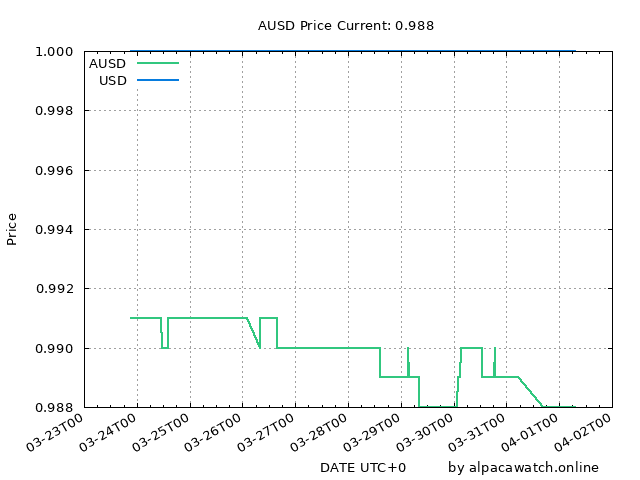 AUSD Price Current: 0.988
1.000
AUSD
USD
0.998
0.996
0.994
Price
0.992
0.990
0.988
03-23T00 03-24T00 03-25T00 03-26T00 03-27T00 03-28T00 03-29T00 03-30T00 03-31T00 04-01T00 04-02T00
DATE UTC+0 by alpacawatch.online